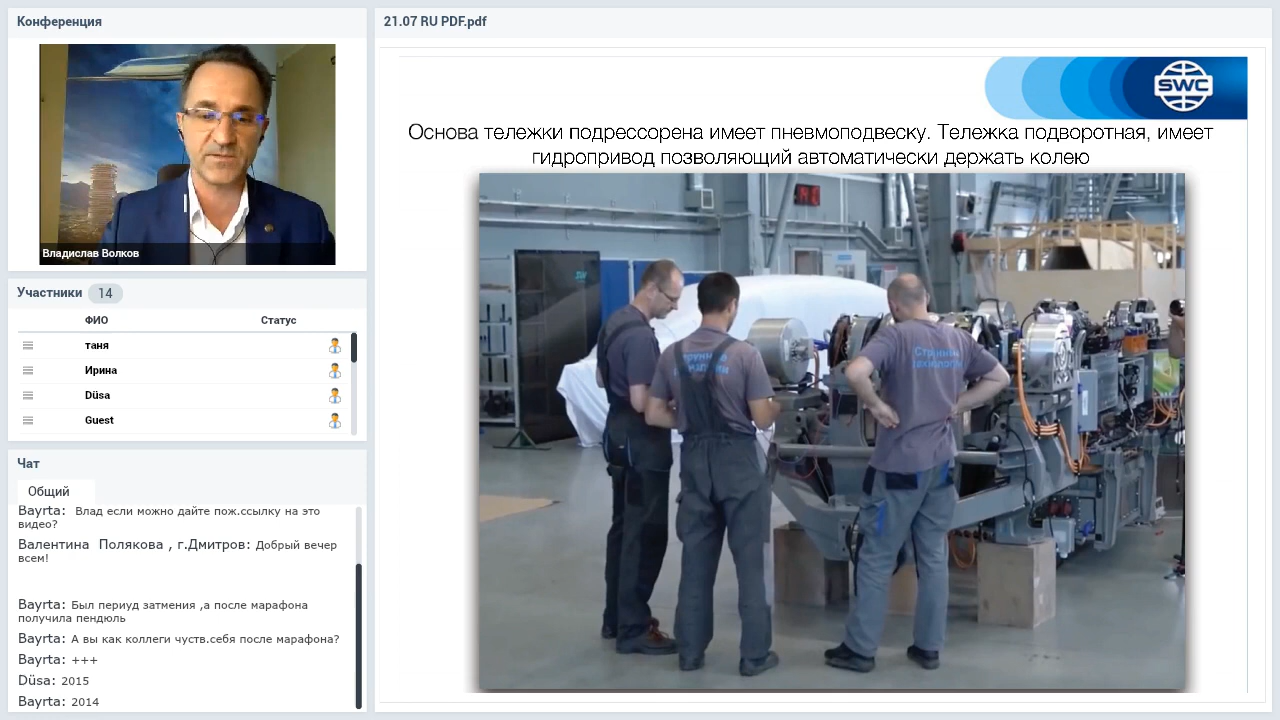 Конференция
Владислав Волков
Участники 14
ФИО Статус
таня
Ирина
Düsa
Guest
Чат
Общий
Bayrta: Влад если можно дайте пож.ссылку на это
видео?
Валентина Полякова , г.Дмитров: Добрый вечер
всем!
Bayrta: Был периуд затмения ,а после марафона
получила пендюль
Bayrta: А вы как коллеги чуств.себя после марафона?
Bayrta: +++
Düsa: 2015
Bayrta: 2014
21.07 RU PDF.pdf
SWC
Основа тележки подрессорена имеет пневмоподвеску. Тележка подворотная, имеет
гидропривод позволяющий автоматически держать колею